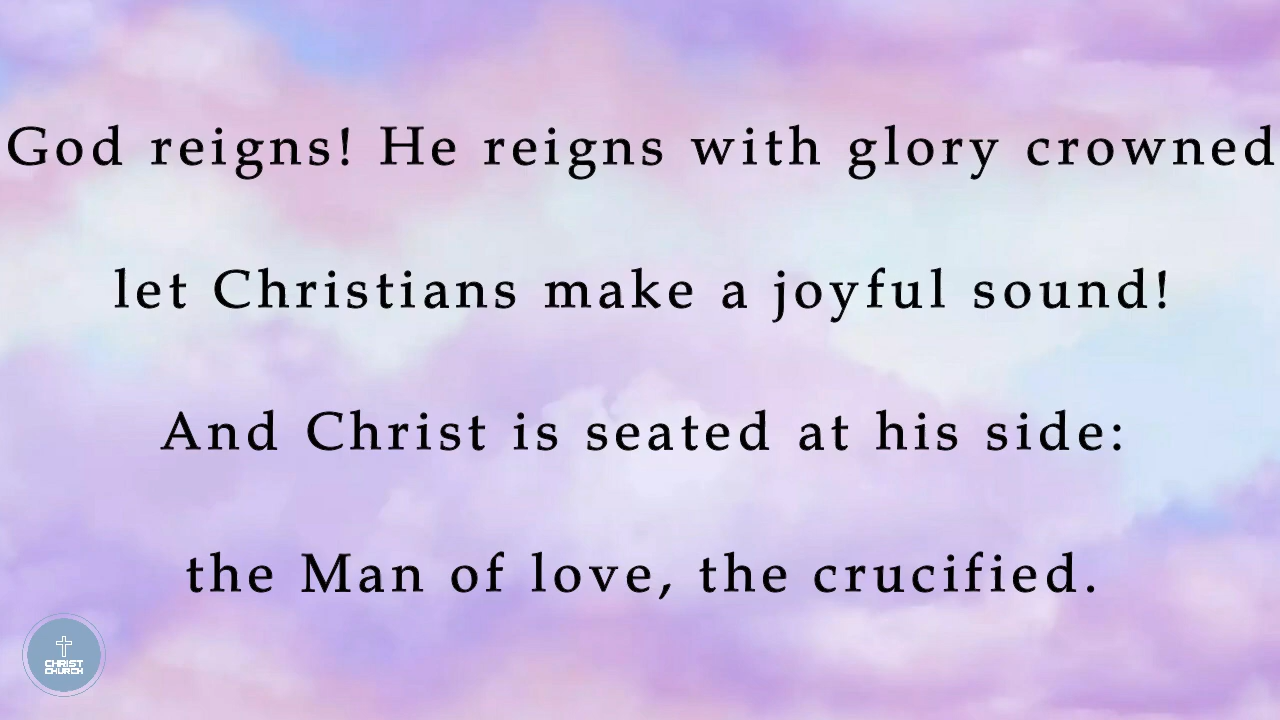 God reigns! He reigns with glory crowned
let Christians make a joyful sound!
And Christ is seated at his side:
the Man of love, the crucified.
CHRIST
CHURCH